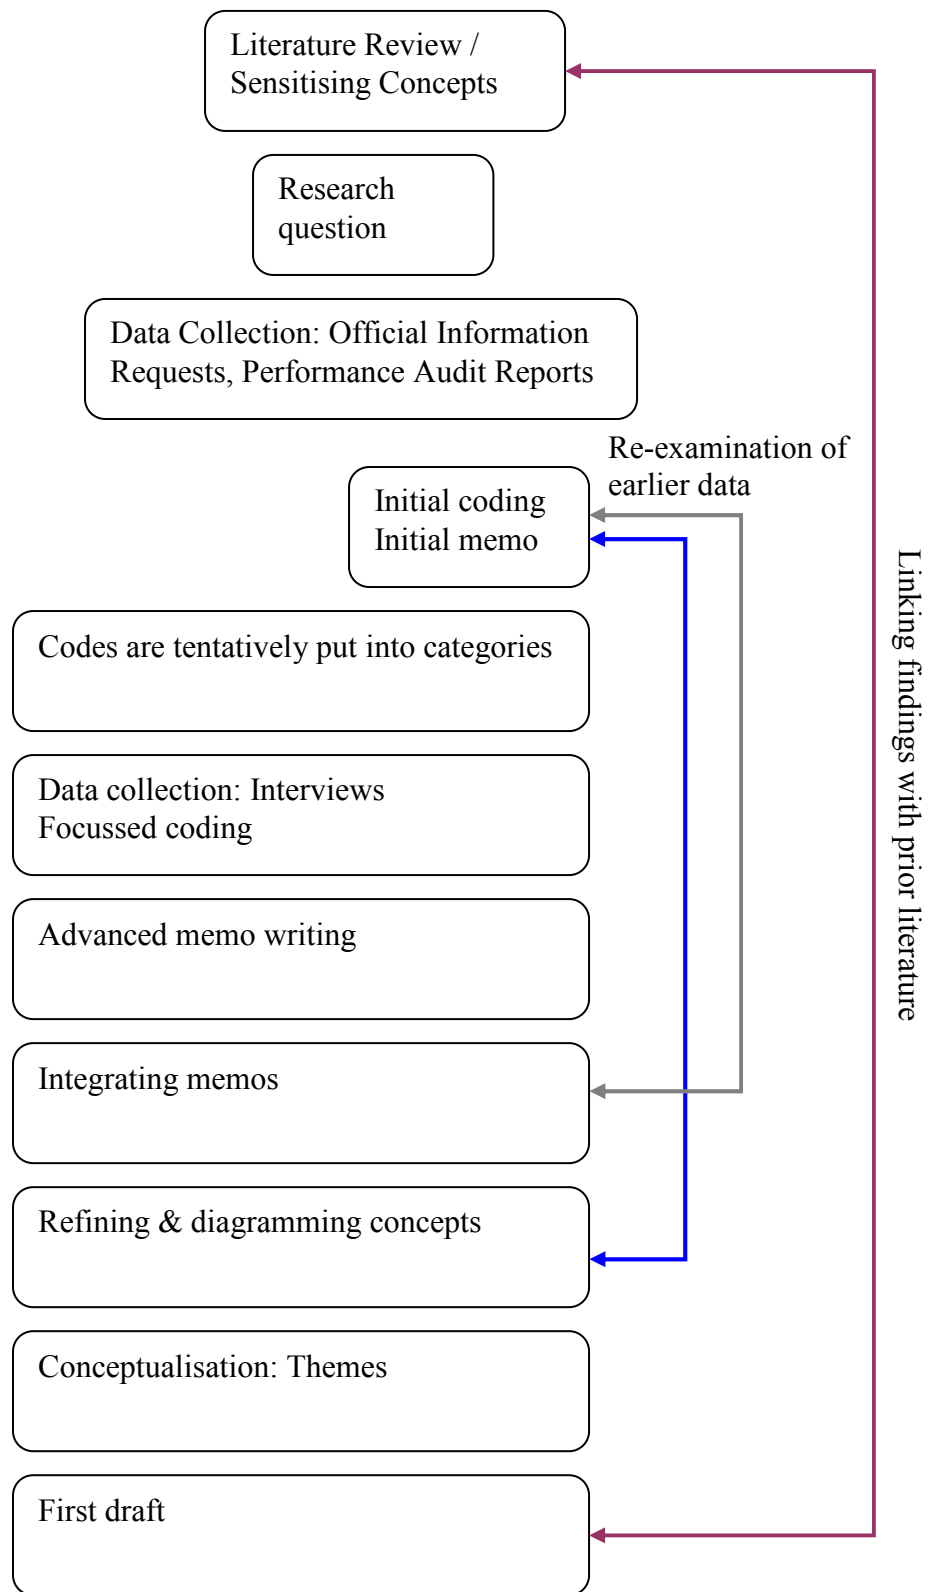 Literature Review /
Sensitising Concepts
Research
question
Data Collection: Official Information
Requests, Performance Audit Reports
Re-examination of
earlier data
Initial coding
Initial memo
Linking findings with prior literature
Codes are tentatively put into categories
Data collection: Interviews
Focussed coding
Advanced memo writing
Integrating memos
Refining & diagramming concepts
Conceptualisation: Themes
First draft